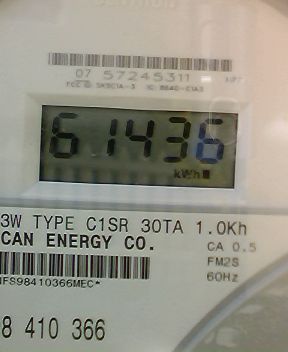 07 57245311
61436
kWh
3W TYPE C1SR 30TA 1.0Kh
CAN ENERGY CO.
CA 0.5
FM2S
60Hz
8 410 366